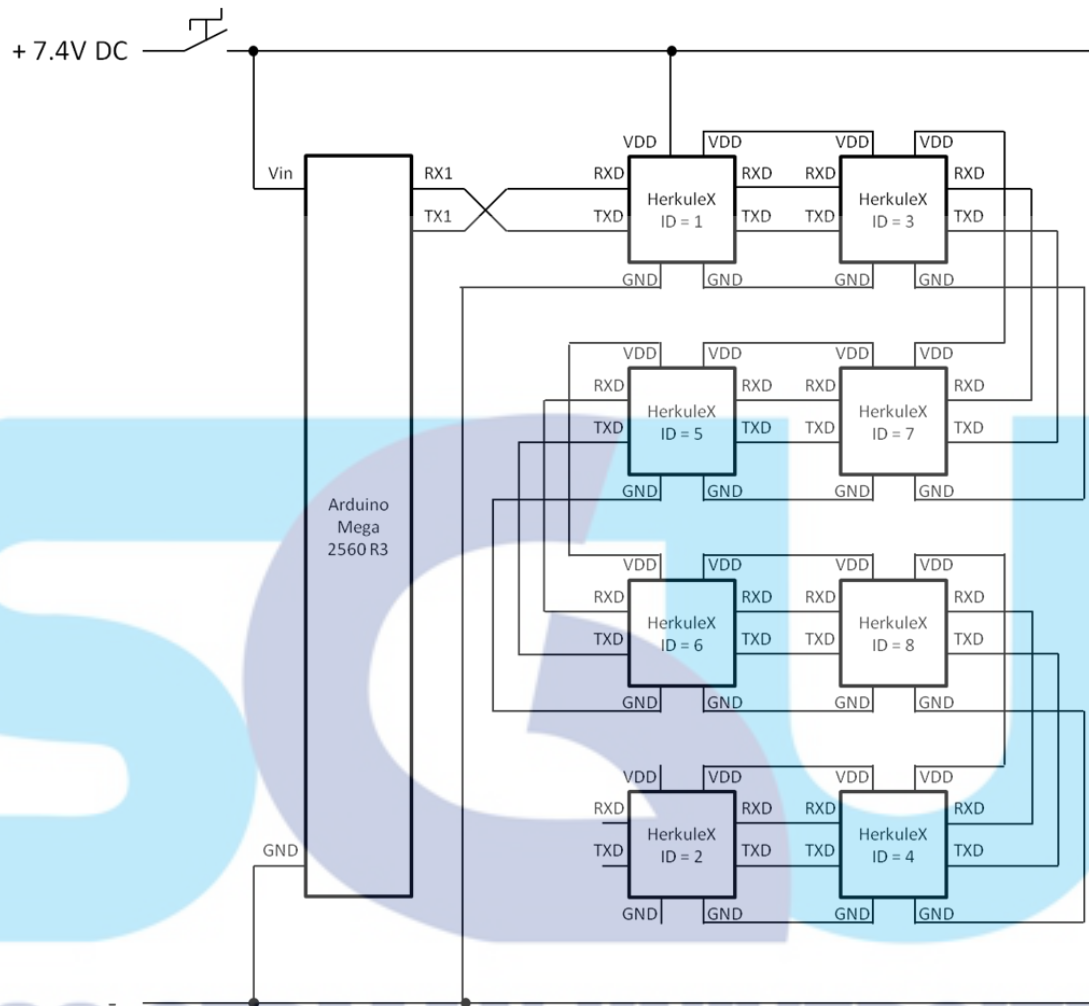 + 7.4V DC
VDD VDD VDD VDD
Vin RX1 RXD RXD RXD RXD
HerkuleX HerkuleX
TX1 TXD ID = 1 TXD TXD ID = 3 TXD
GND GND GND GND
VDD VDD VDD VDD
RXD RXD RXD RXD
HerkuleX HerkuleX
TXD ID = 5 TXD TXD ID = 7 TXD
GND GND GND GND
Arduino
Mega
2560 R3
VDD VDD VDD VDD
RXD RXD RXD RXD
HerkuleX HerkuleX
TXD ID = 6 TXD TXD ID = 8 TXD
GND GND GND GND
VDD VDD VDD VDD
RXD RXD RXD RXD
HerkuleX HerkuleX
GND TXD ID = 2 TXD TXD ID = 4 TXD
GND GND GND GND
-
SGU